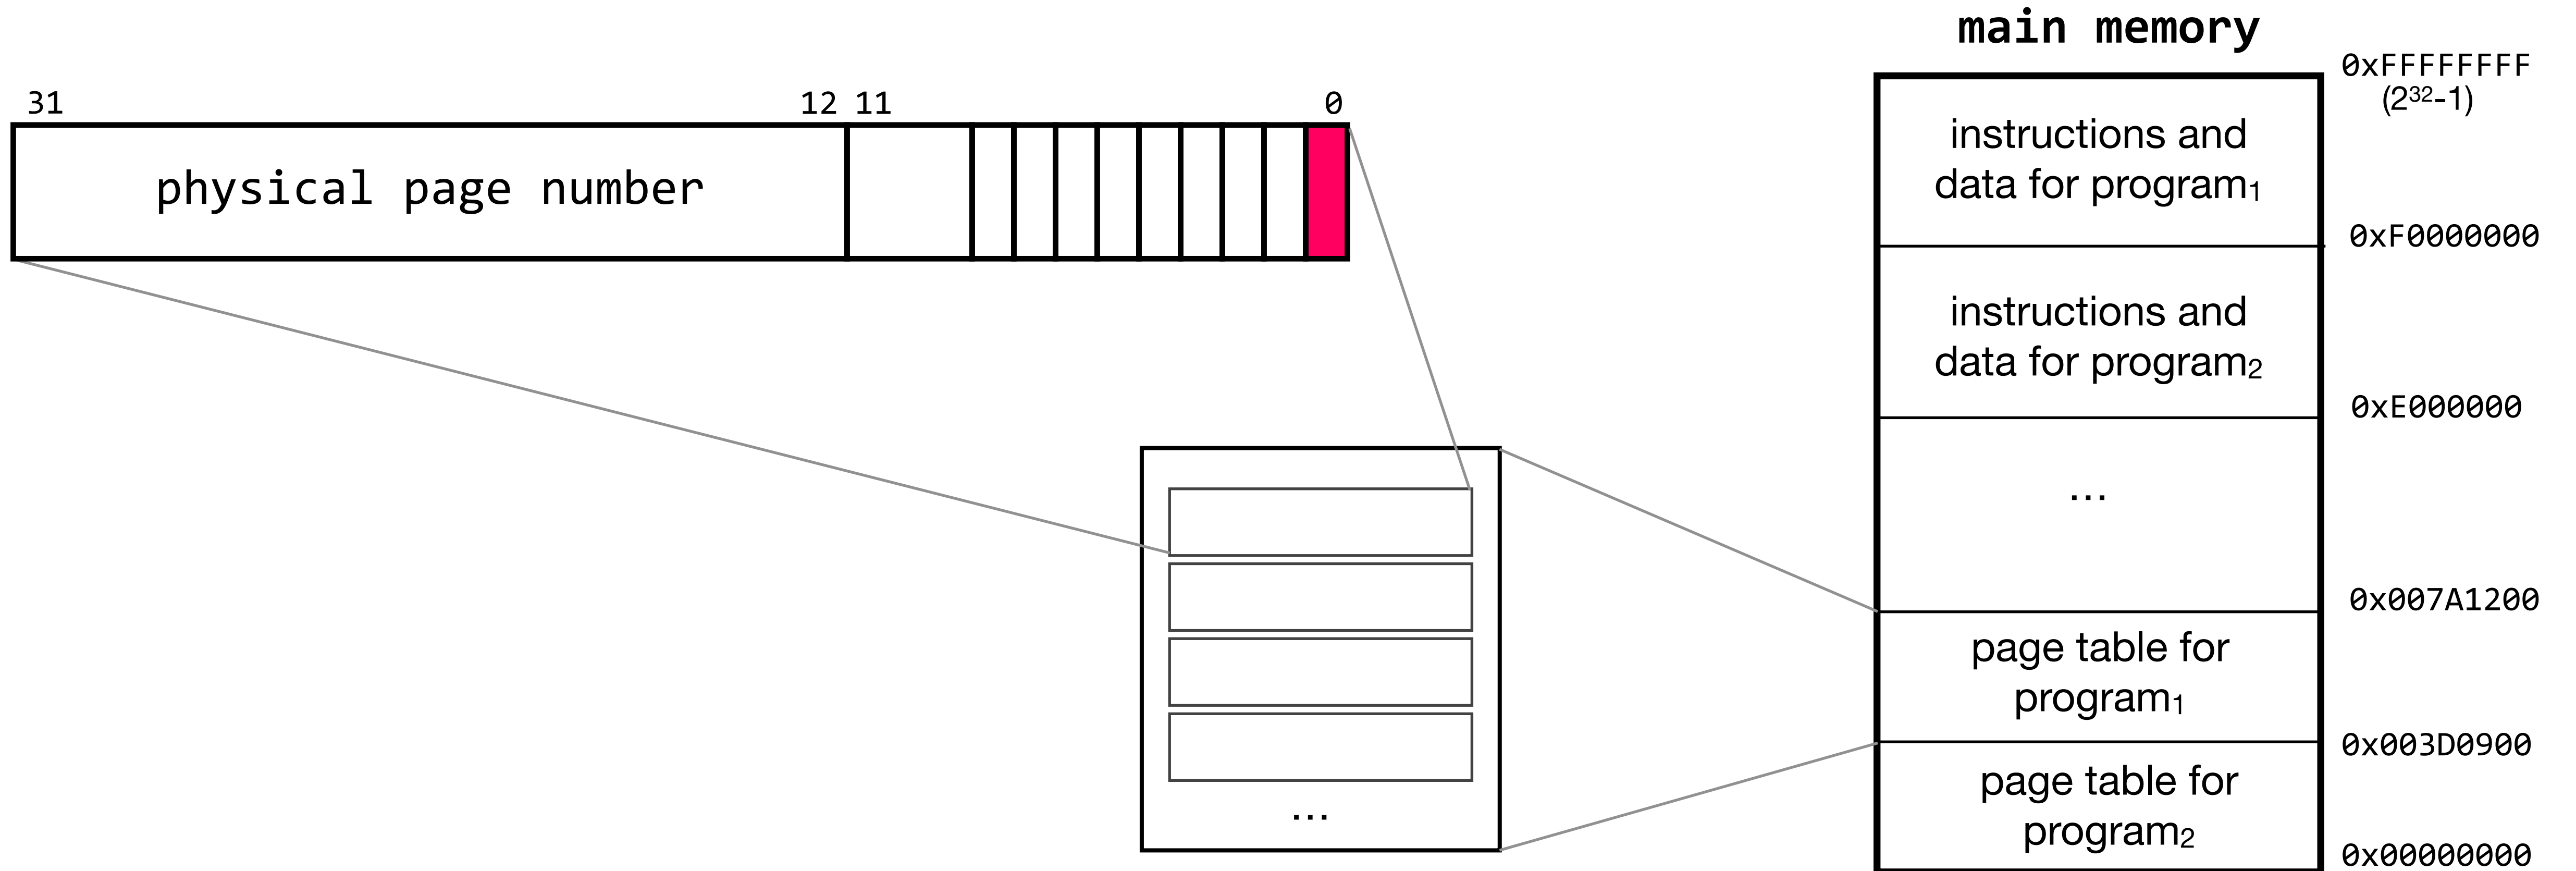 main memory
31
12
11
0
physical page number
0xFFFFFFFF
(2³²-1)
instructions and
data for program₁
0xF0000000
instructions and
data for program₂
0xE000000
...
0x007A1200
page table for
program₁
0x003D0900
page table for
program₂
0x00000000
...